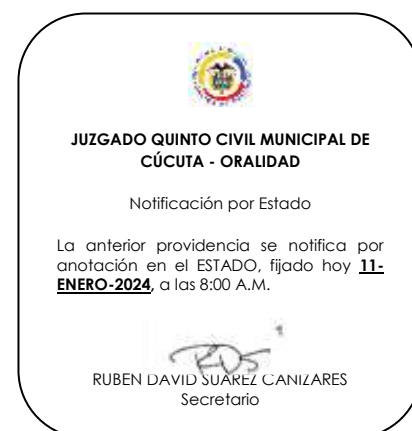 JUZGADO QUINTO CIVIL MUNICIPAL DE
CÚCUTA - ORALIDAD
Notificación por Estado
La anterior providencia se notifica por
anotación en el ESTADO, fijado hoy 11-
ENERO-2024, a las 8:00 A.M.
RUBEN DAVID SUAREZ CANIZARES
Secretario